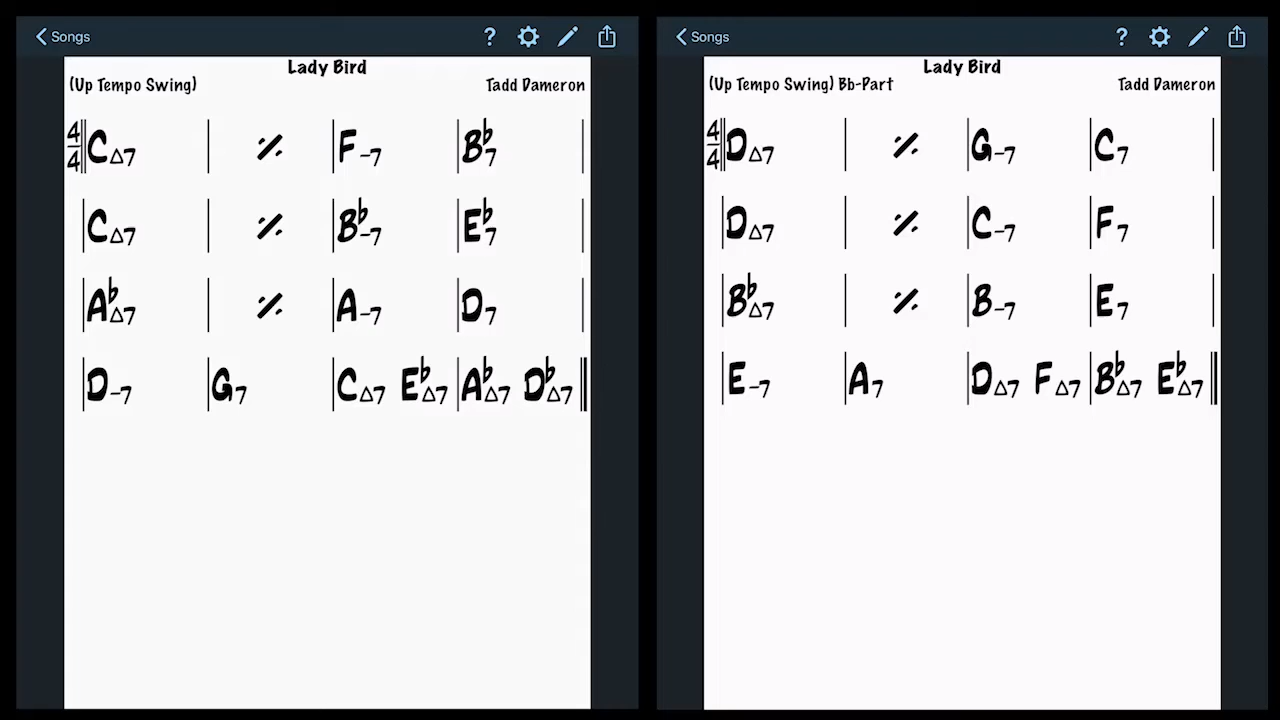 Songs ?
Lady Bird
(Up Tempo Swing) Tadd Dameron
4/4 C△7 | 𝄎 | F−7 | B♭7 |
| C△7 | 𝄎 | B♭−7 | E♭7 |
| A♭△7 | 𝄎 | A−7 | D7 |
| D−7 | G7 | C△7 E♭△7 | A♭△7 D♭△7
Songs ?
Lady Bird
(Up Tempo Swing) Bb-Part Tadd Dameron
4/4 D△7 | 𝄎 | G−7 | C7 |
| D△7 | 𝄎 | C−7 | F7 |
| B♭△7 | 𝄎 | B−7 | E7 |
| E−7 | A7 | D△7 F△7 | B♭△7 E♭△7